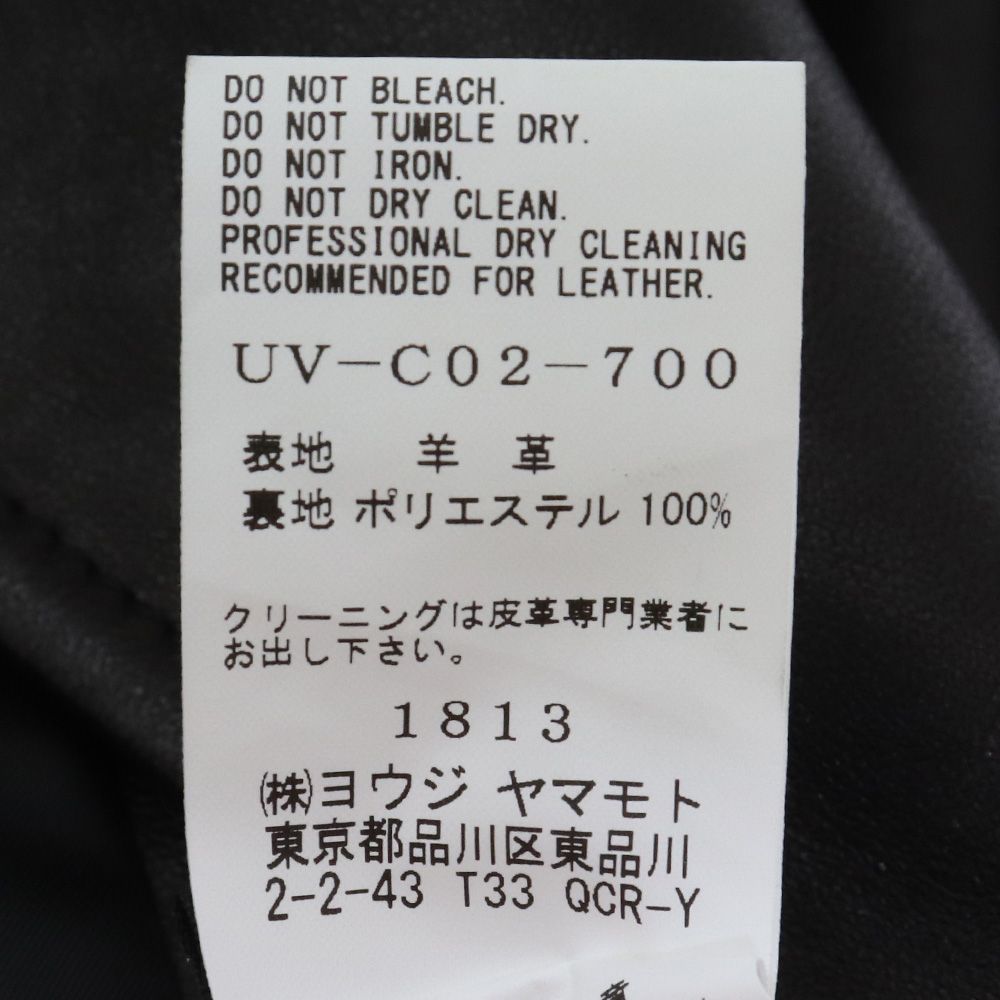 DO NOT BLEACH.
DO NOT TUMBLE DRY.
DO NOT IRON.
DO NOT DRY CLEAN.
PROFESSIONAL DRY CLEANING
RECOMMENDED FOR LEATHER.
UV-C02-700
表地 羊 革
裏地 ポリエステル 100%
クリーニングは皮革専門業者に
お出し下さい。
1813
(株)ヨウジ ヤマモト
東京都品川区東品川
2-2-43 T33 QCR-Y